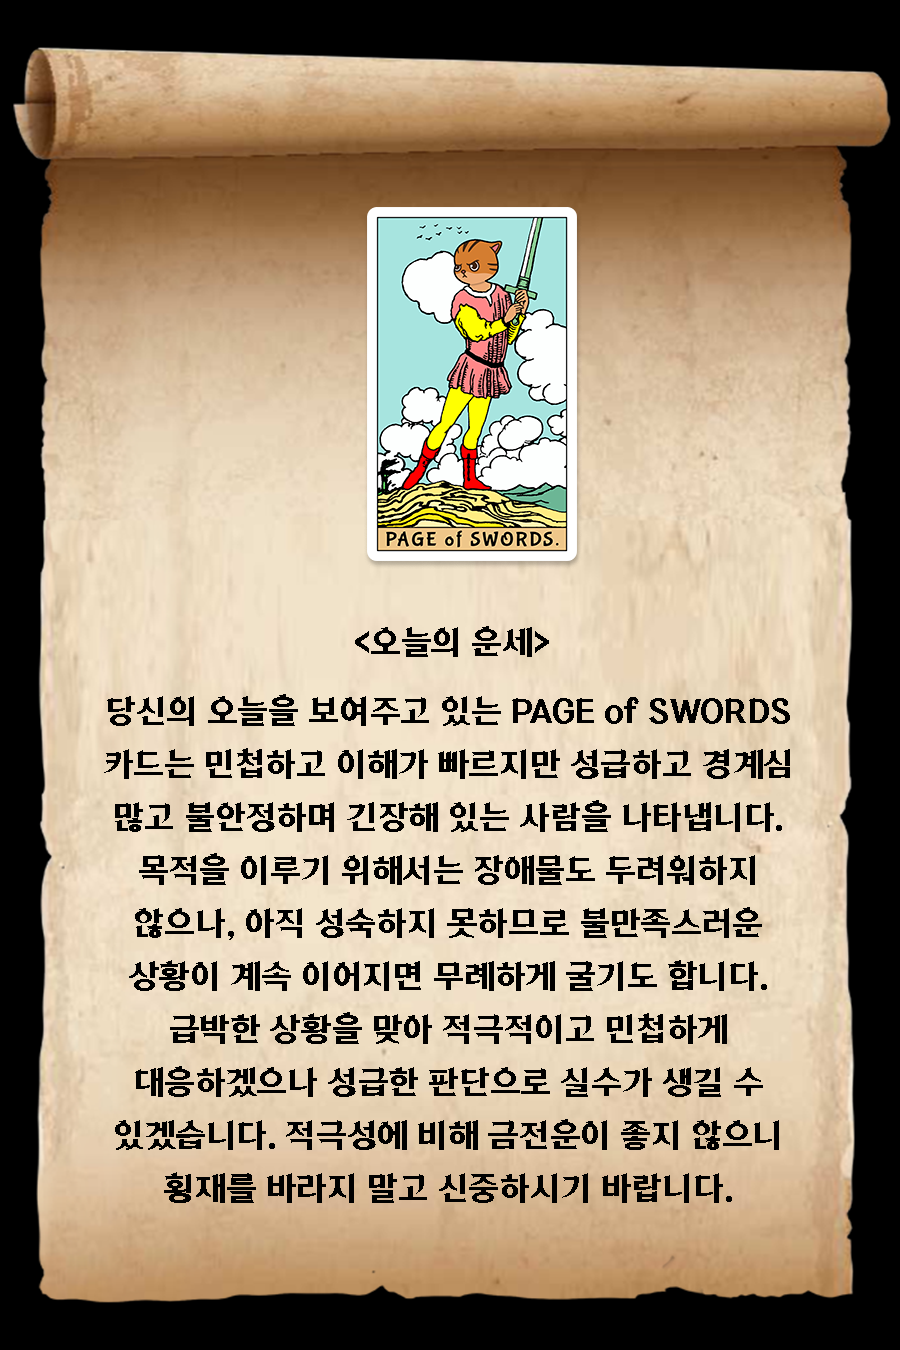 PAGE of SWORDS.
<오늘의 운세>
당신의 오늘을 보여주고 있는 PAGE of SWORDS
카드는 민첩하고 이해가 빠르지만 성급하고 경계심
많고 불안정하며 긴장해 있는 사람을 나타냅니다.
목적을 이루기 위해서는 장애물도 두려워하지
않으나, 아직 성숙하지 못하므로 불만족스러운
상황이 계속 이어지면 무례하게 굴기도 합니다.
급박한 상황을 맞아 적극적이고 민첩하게
대응하겠으나 성급한 판단으로 실수가 생길 수
있겠습니다. 적극성에 비해 금전운이 좋지 않으니
횡재를 바라지 말고 신중하시기 바랍니다.